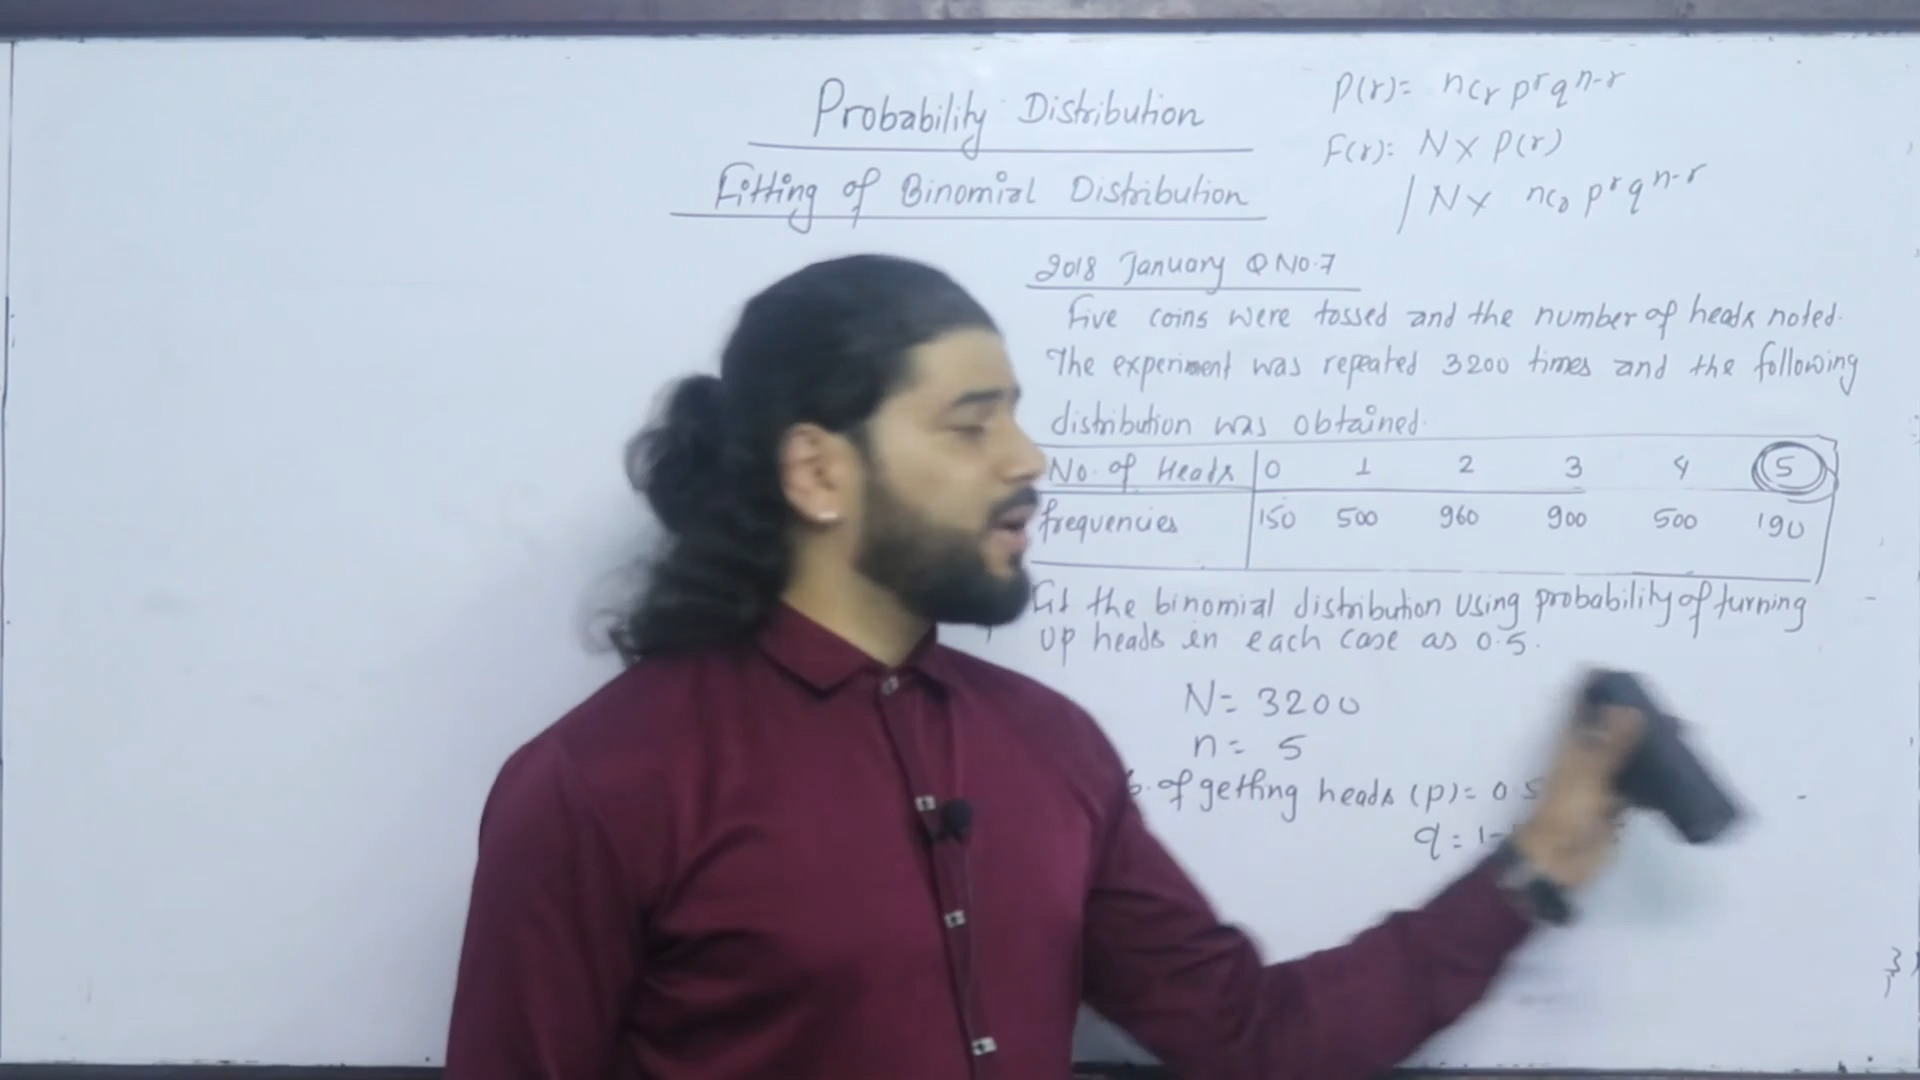 Probability Distribution
Fitting of Binomial Distribution
P(r)= ncr p^r q^n-r
F(r): N x P(r)
/ N x nc0 p^r q^n-r
2018 January Q NO.7
Five coins were tossed and the number of heads noted.
The experiment was repeated 3200 times and the following
distribution was obtained.
No. of Heads 0 1 2 3 4 5
frequencies 150 500 960 900 500 190
Fit the binomial distribution using probability of turning
up heads in each case as 0.5.
N= 3200
n= 5
of getting heads (p)= 0.5
q = 1-